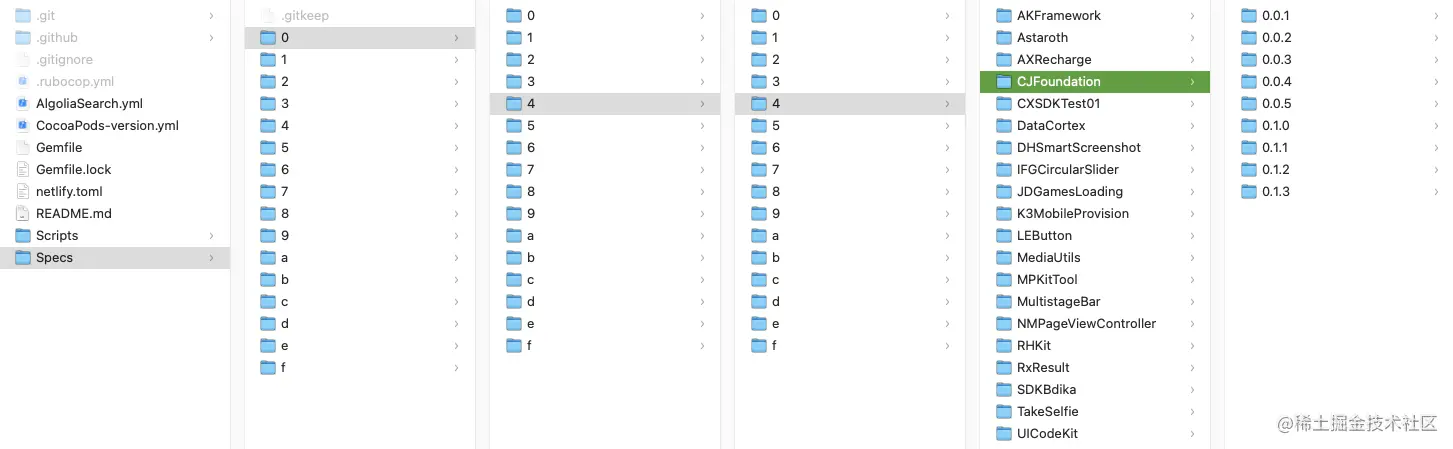 .git
.github
.gitignore
.rubocop.yml
AlgoliaSearch.yml
CocoaPods-version.yml
Gemfile
Gemfile.lock
netlify.toml
README.md
Scripts
Specs
.gitkeep
0
1
2
3
4
5
6
7
8
9
a
b
c
d
e
f
0
1
2
3
4
5
6
7
8
9
a
b
c
d
e
f
0
1
2
3
4
5
6
7
8
9
a
b
c
d
e
f
AKFramework
Astaroth
AXRecharge
CJFoundation
CXSDKTest01
DataCortex
DHSmartScreenshot
IFGCircularSlider
JDGamesLoading
K3MobileProvision
LEButton
MediaUtils
MPKitTool
MultistageBar
NMPageViewController
RHKit
RxResult
SDKBdika
TakeSelfie
UICodeKit
0.0.1
0.0.2
0.0.3
0.0.4
0.0.5
0.1.0
0.1.1
0.1.2
0.1.3
@稀土掘金技术社区